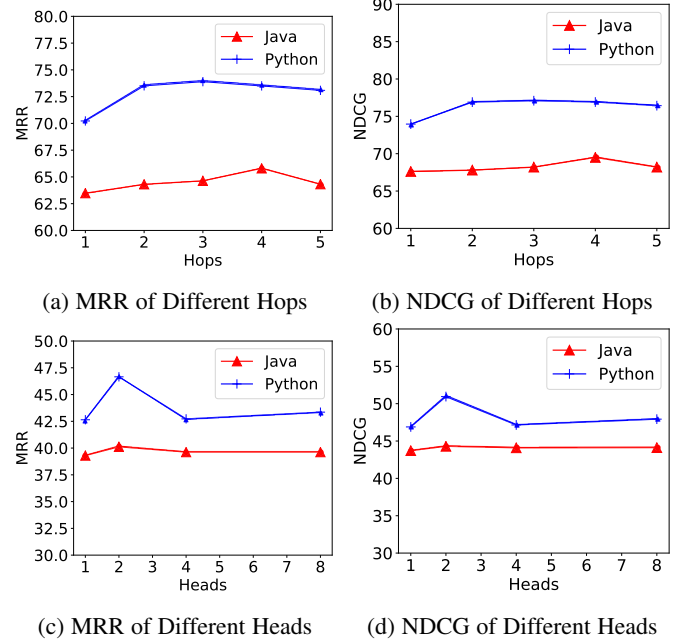 80.0
77.5
75.0
72.5
70.0
67.5
65.0
62.5
60.0
MRR
1 2 3 4 5
Hops
Java
Python
(a) MRR of Different Hops
90
85
80
75
70
65
60
NDCG
1 2 3 4 5
Hops
Java
Python
(b) NDCG of Different Hops
50.0
47.5
45.0
42.5
40.0
37.5
35.0
32.5
30.0
MRR
1 2 3 4 5 6 7 8
Heads
Java
Python
(c) MRR of Different Heads
60
55
50
45
40
35
30
NDCG
1 2 3 4 5 6 7 8
Heads
Java
Python
(d) NDCG of Different Heads